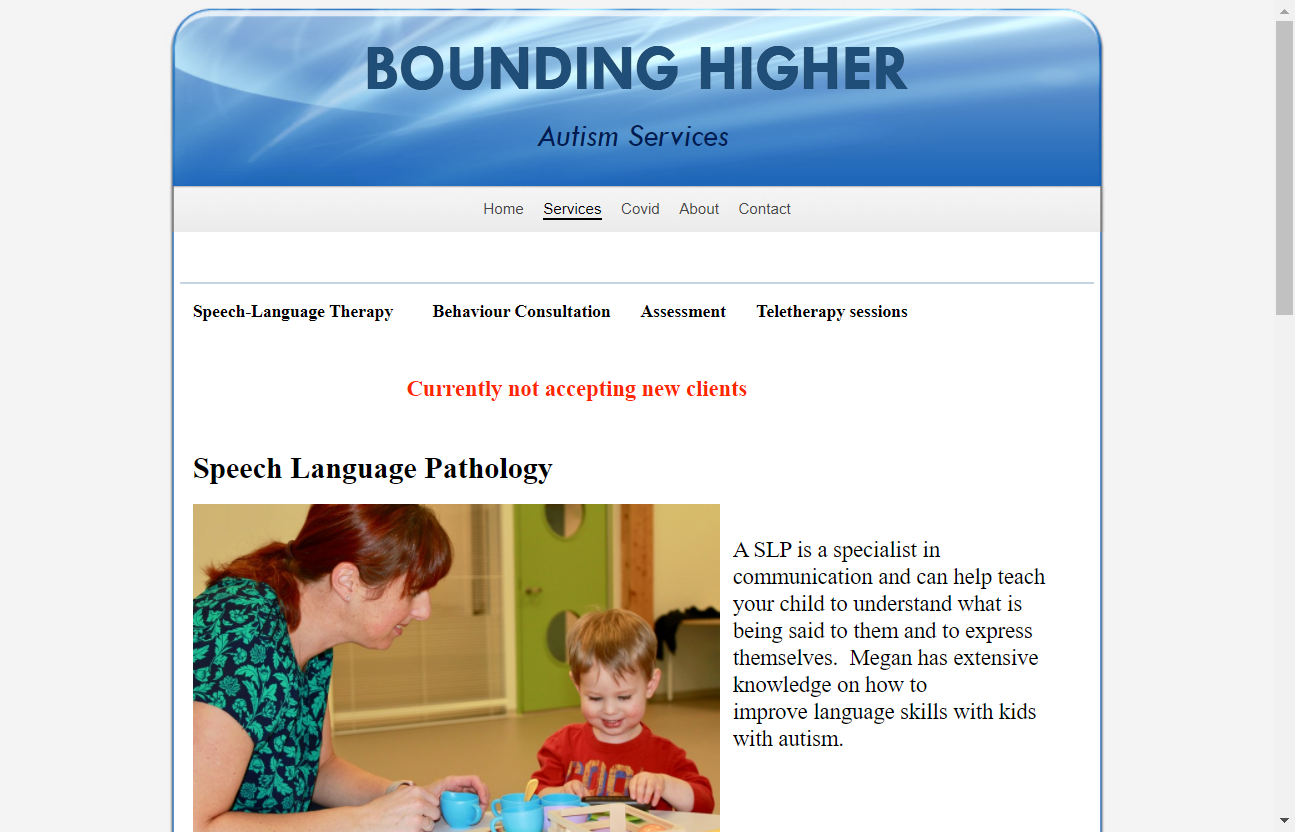 BOUNDING HIGHER
Autism Services
Home Services Covid About Contact
Speech-Language Therapy Behaviour Consultation Assessment Teletherapy sessions
Currently not accepting new clients
Speech Language Pathology
A SLP is a specialist in
communication and can help teach
your child to understand what is
being said to them and to express
themselves.  Megan has extensive
knowledge on how to
improve language skills with kids
with autism.